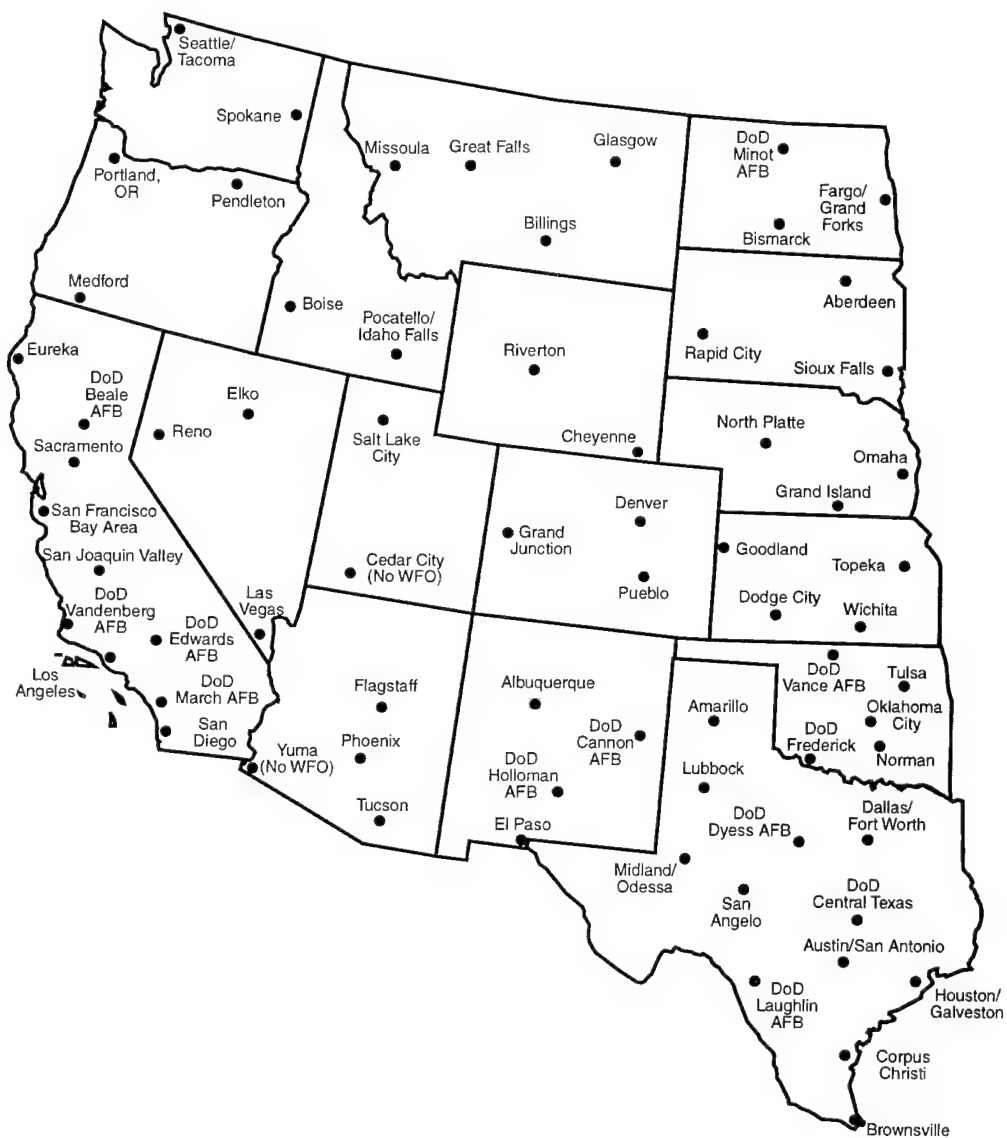 Seattle/
Tacoma
Spokane
Portland,
OR
Pendleton
Medford
Missoula
Great Falls
Glasgow
Billings
DoD
Minot
AFB
Fargo/
Grand
Forks
Bismarck
Boise
Pocatello/
Idaho Falls
Riverton
Cheyenne
Aberdeen
Rapid City
Sioux Falls
Eureka
DoD
Beale
AFB
Sacramento
Reno
Elko
Salt Lake
City
North Platte
Omaha
Grand Island
San Francisco
Bay Area
San Joaquin Valley
DoD
Vandenberg
AFB
DoD
Edwards
AFB
Los
Angeles
DoD
March AFB
San
Diego
Las
Vegas
Cedar City
(No WFO)
Grand
Junction
Denver
Pueblo
Goodland
Topeka
Dodge City
Wichita
Flagstaff
Phoenix
Yuma
(No WFO)
Tucson
Albuquerque
DoD
Cannon
AFB
DoD
Holloman
AFB
El Paso
DoD
Vance AFB
Tulsa
Oklahoma
City
DoD
Frederick
Norman
Amarillo
Lubbock
DoD
Dyess AFB
Dallas/
Fort Worth
Midland/
Odessa
San
Angelo
DoD
Central Texas
Austin/San Antonio
DoD
Laughlin
AFB
Houston/
Galveston
Corpus
Christi
Brownsville